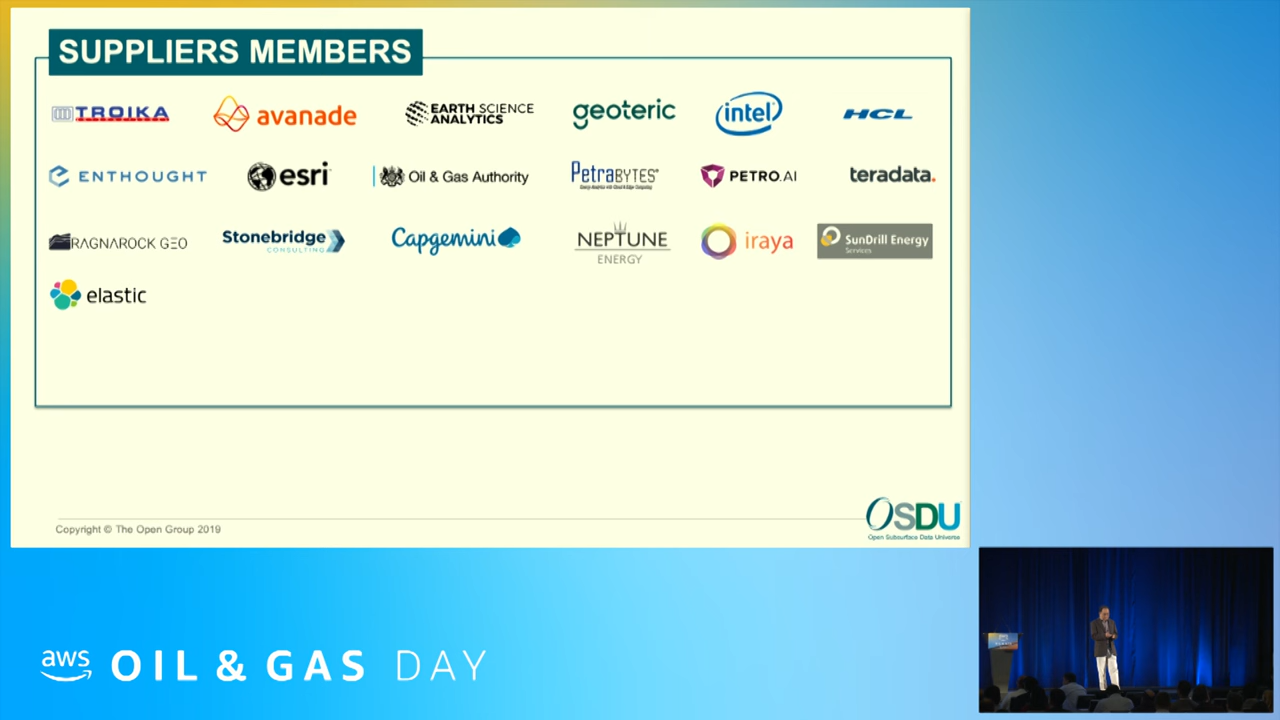 SUPPLIERS MEMBERS
TROIKA
avanade
EARTH SCIENCE
ANALYTICS
geoteric
intel
HCL
ENTHOUGHT
esri
Oil & Gas Authority
PETRABYTES
PETRO.AI
teradata.
RAGNAROCK GEO
Stonebridge
CONSULTING
Capgemini
NEPTUNE
ENERGY
iraya
SunDrill Energy
Services
elastic
Copyright © The Open Group 2019
OSDU
Open Subsurface Data Universe
aws OIL & GAS DAY